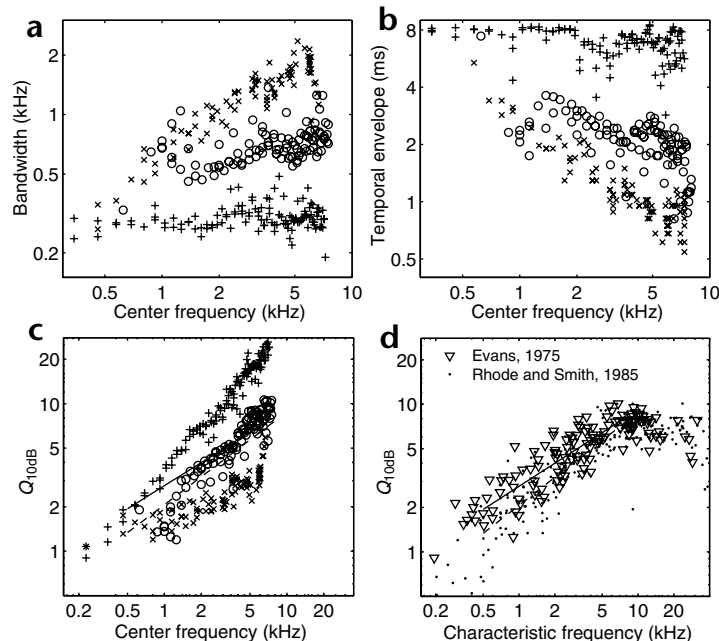 a
Bandwidth (kHz)
2
1
0.5
0.2
0.5 1 2 5 10
Center frequency (kHz)
b
Temporal envelope (ms)
8
4
2
1
0.5
0.5 1 2 5 10
Center frequency (kHz)
c
Q10dB
20
10
5
2
1
0.2 0.5 1 2 5 10 20
Center frequency (kHz)
d
Evans, 1975
Rhode and Smith, 1985
Q10dB
20
10
5
2
1
0.2 0.5 1 2 5 10 20
Characteristic frequency (kHz)